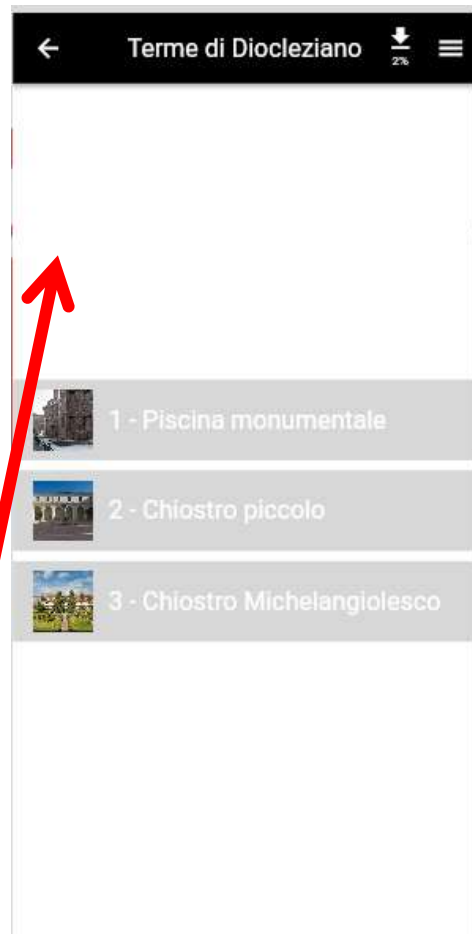 Terme di Diocleziano
2%
1 - Piscina monumentale
2 - Chiostro piccolo
3 - Chiostro Michelangiolesco